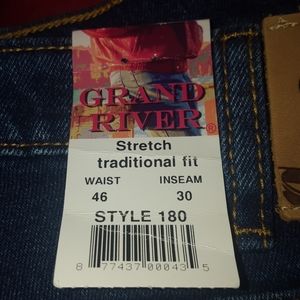 GRAND
RIVER®
Stretch
traditional fit
WAIST INSEAM
46 30
STYLE 180
8 77437 00043 5